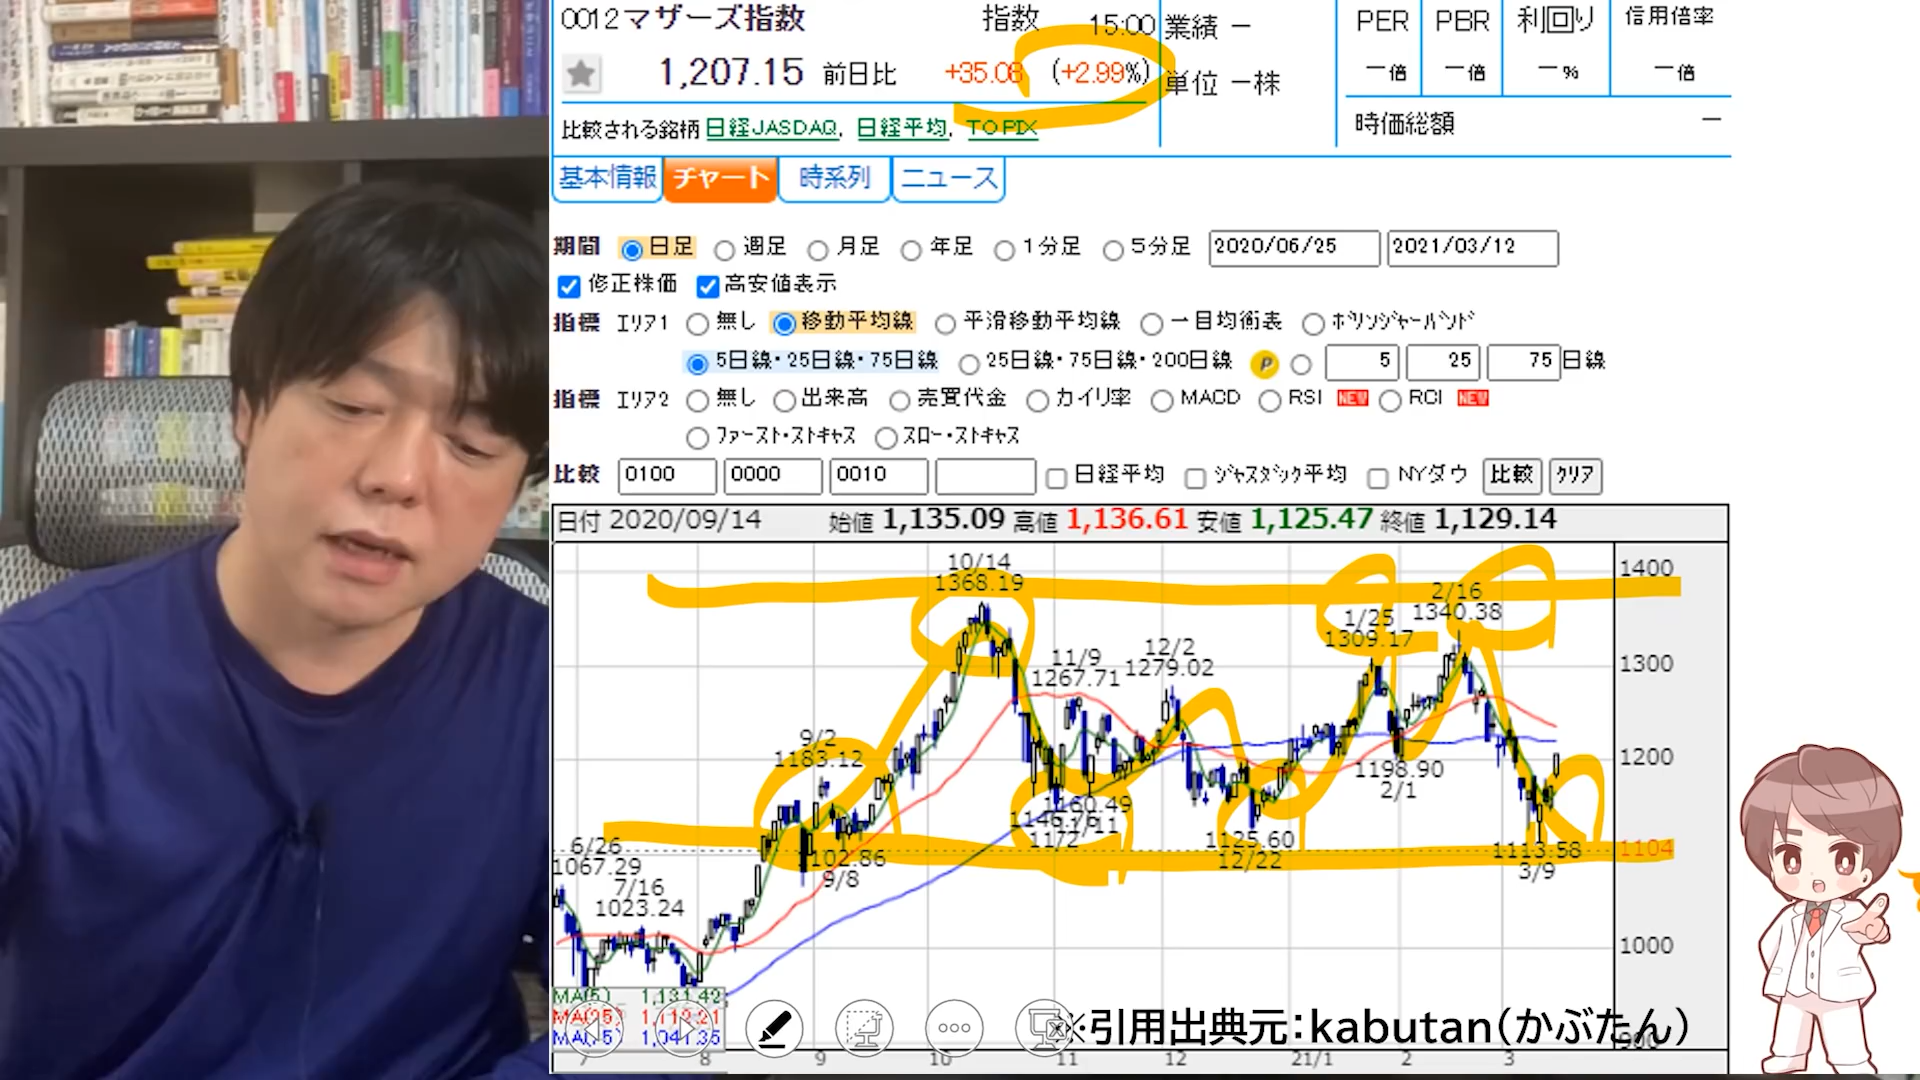 0012マザーズ指数 指数 15:00
業績 －
1,207.15 前日比 +35.08 (+2.99%)
単位 －株
比較される銘柄 日経JASDAQ, 日経平均, TOPIX
PER PBR 利回り 信用倍率
－倍 －倍 －% －倍
時価総額 －
基本情報 チャート 時系列 ニュース
期間 日足 週足 月足 年足 1分足 5分足 2020/06/25 2021/03/12
修正株価 高安値表示
指標 エリア1 無し 移動平均線 平滑移動平均線 一目均衡表 ボリンジャーバンド
5日線・25日線・75日線 25日線・75日線・200日線 P 5 25 75 日線
指標 エリア2 無し 出来高 売買代金 カイリ率 MACD RSI NEW RCI NEW
ファースト・ストキャス スロー・ストキャス
比較 0100 0000 0010 日経平均 ジャスダック平均 NYダウ 比較 クリア
日付 2020/09/14 始値 1,135.09 高値 1,136.61 安値 1,125.47 終値 1,129.14
10/14
1368.19
1400
2/16
1340.38
1/25
1309.17
12/2
1279.02
11/9
1267.71
1300
9/2
1183.12
1200
1198.90
2/1
1160.49
11/2
1125.60
12/22
1113.58
3/9
1104
102.86
9/8
6/26
1067.29
7/16
1023.24
1000
MA(5) 1,131.42
900
7 8 9 10 11 12 21/1 2 3
※引用出典元：kabutan（かぶたん）